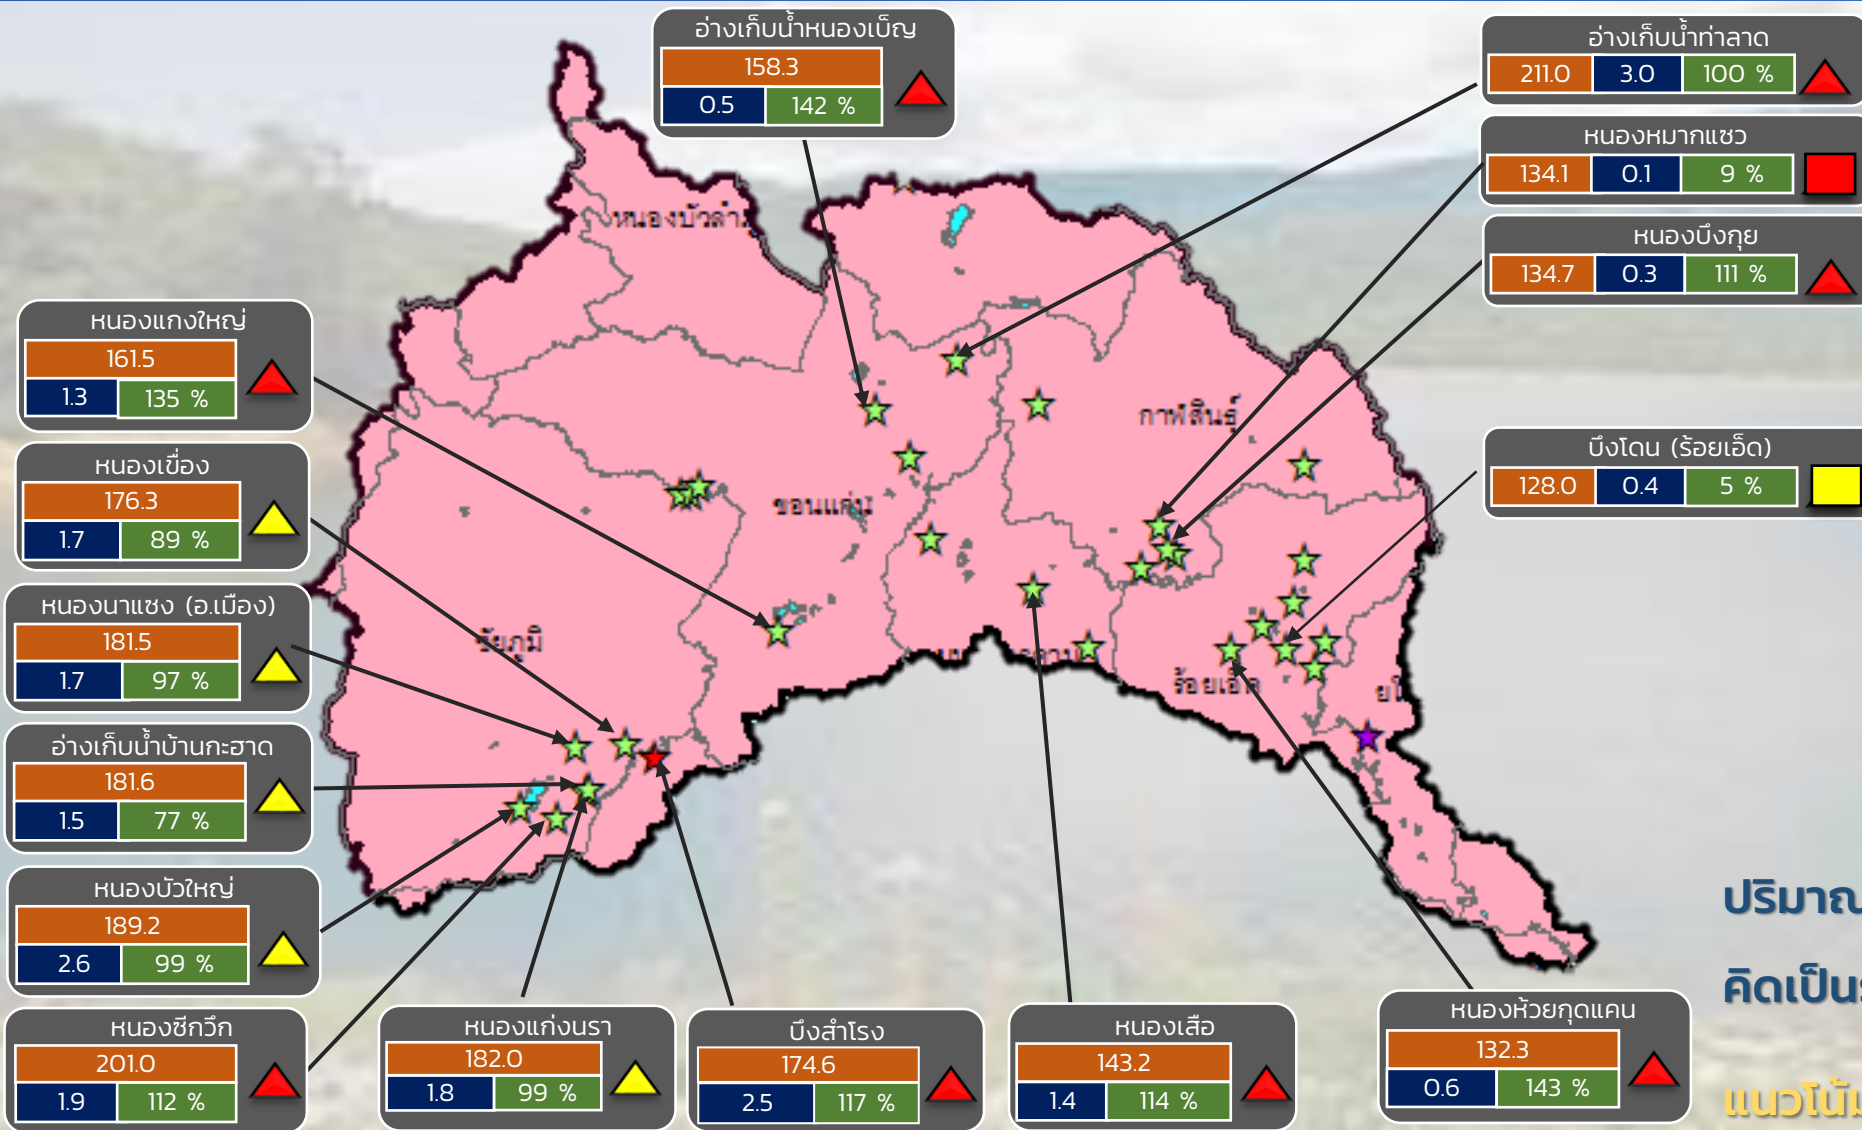 อ่างเก็บน้ำหนองเบ็ญ
158.3
0.5 142 %
อ่างเก็บน้ำท่าลาด
211.0 3.0 100 %
หนองหมากแซว
134.1 0.1 9 %
หนองบึงกุย
134.7 0.3 111 %
บึงโดน (ร้อยเอ็ด)
128.0 0.4 5 %
หนองแกงใหญ่
161.5
1.3 135 %
หนองเขื่อง
176.3
1.7 89 %
หนองนาแซง (อ.เมือง)
181.5
1.7 97 %
อ่างเก็บน้ำบ้านกะฮาด
181.6
1.5 77 %
หนองบัวใหญ่
189.2
2.6 99 %
หนองซีกวึก
201.0
1.9 112 %
หนองแก่งนรา
182.0
1.8 99 %
บึงสำโรง
174.6
2.5 117 %
หนองเสือ
143.2
1.4 114 %
หนองห้วยกุดแคน
132.3
0.6 143 %
หนองบัวลำภ
กาฬสินธุ์
ขอนแก่น
ชัยภูมิ
ร้อยเอ็ด
ปริมาณ
คิดเป็นร
แนวโน้ม